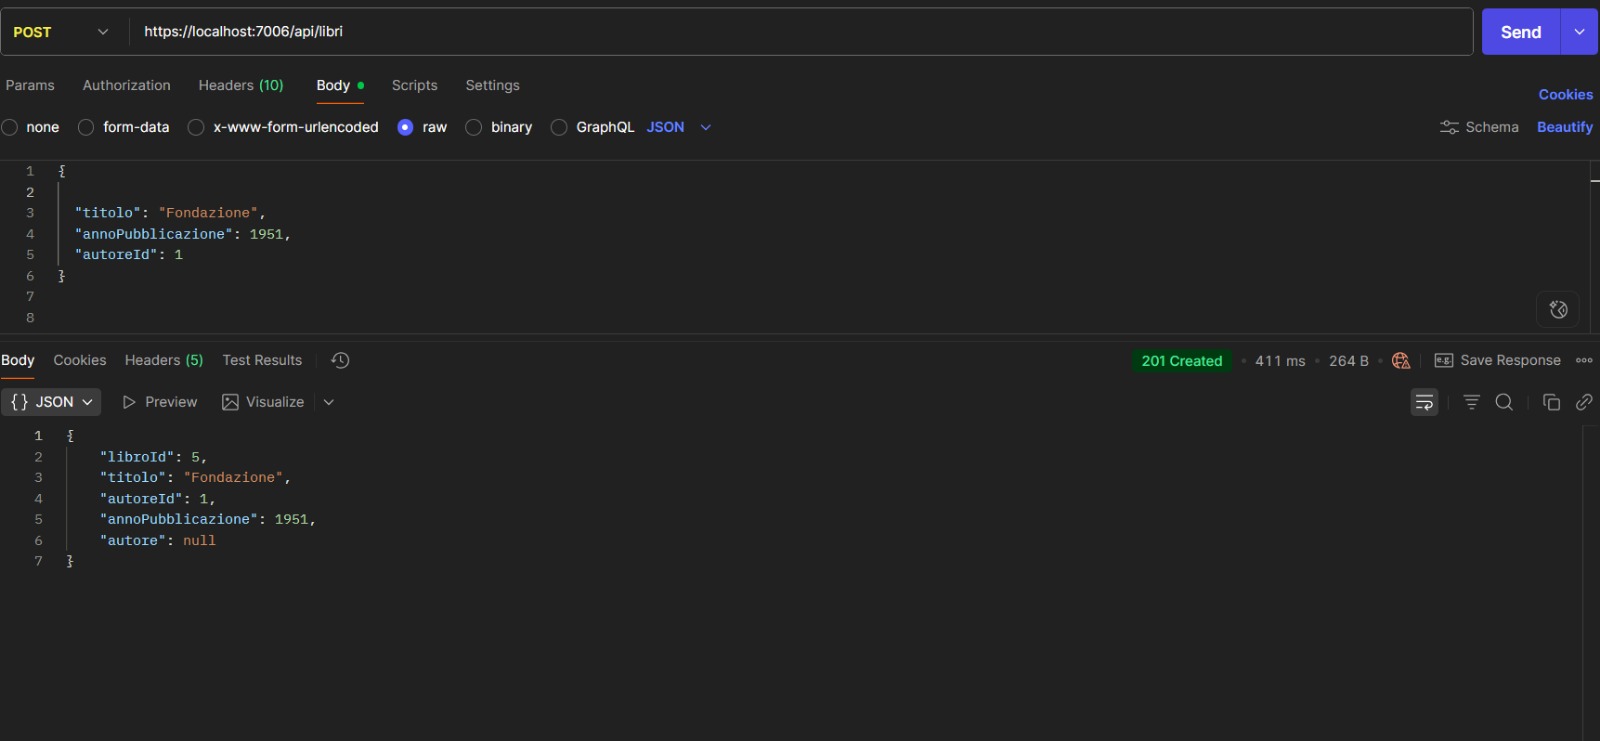 POST https://localhost:7006/api/libri Send
Params Authorization Headers (10) Body Scripts Settings
Cookies
none form-data x-www-form-urlencoded raw binary GraphQL JSON Schema Beautify
1 {
2
3 "titolo": "Fondazione",
4 "annoPubblicazione": 1951,
5 "autoreId": 1
6 }
7
8
Body Cookies Headers (5) Test Results 201 Created • 411 ms • 264 B • e.g. Save Response
{} JSON Preview Visualize
1 {
2 "libroId": 5,
3 "titolo": "Fondazione",
4 "autoreId": 1,
5 "annoPubblicazione": 1951,
6 "autore": null
7 }